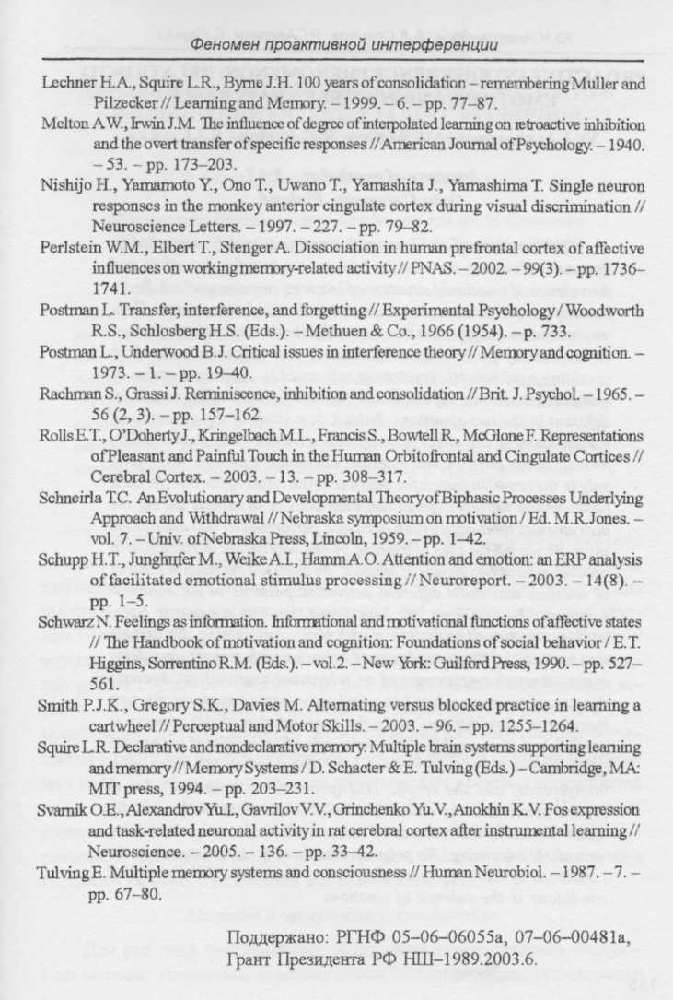 Феномен проактивной интерференции
Lechner H.A., Squire L.R., Byrne J.H. 100 years of consolidation – remembering Muller and
Pilzecker // Learning and Memory. – 1999. – 6. – pp. 77–87.
Melton A.W., Irwin J.M. The influence of degree of interpolated learning on retroactive inhibition
and the overt transfer of specific responses // American Journal of Psychology. – 1940.
– 53. – pp. 173–203.
Nishijo H., Yamamoto Y., Ono T., Uwano T., Yamashita J., Yamashima T. Single neuron
responses in the monkey anterior cingulate cortex during visual discrimination //
Neuroscience Letters. – 1997. – 227. – pp. 79–82.
Perlstein W.M., Elbert T., Stenger A. Dissociation in human prefrontal cortex of affective
influences on working memory-related activity // PNAS. – 2002. – 99(3). – pp. 1736–
1741.
Postman L. Transfer, interference, and forgetting // Experimental Psychology / Woodworth
R.S., Schlosberg H.S. (Eds.). – Methuen & Co., 1966 (1954). – p. 733.
Postman L., Underwood B.J. Critical issues in interference theory // Memory and cognition. –
1973. – 1. – pp. 19–40.
Rachman S., Grassi J. Reminiscence, inhibition and consolidation // Brit. J. Psychol. – 1965. –
56 (2, 3). – pp. 157–162.
Rolls E.T., O’Doherty J., Kringelbach M.L., Francis S., Bowtell R., McGlone F. Representations
of Pleasant and Painful Touch in the Human Orbitofrontal and Cingulate Cortices //
Cerebral Cortex. – 2003. – 13. – pp. 308–317.
Schneirla T.C. An Evolutionary and Developmental Theory of Biphasic Processes Underlying
Approach and Withdrawal // Nebraska symposium on motivation / Ed. M.R.Jones. –
vol. 7. – Univ. of Nebraska Press, Lincoln, 1959. – pp. 1–42.
Schupp H.T., Junghцfer M., Weike A.I., Hamm A.O. Attention and emotion: an ERP analysis
of facilitated emotional stimulus processing // Neuroreport. – 2003. – 14(8). –
pp. 1–5.
Schwarz N. Feelings as information. Informational and motivational functions of affective states
// The Handbook of motivation and cognition: Foundations of social behavior / E.T.
Higgins, Sorrentino R.M. (Eds.). – vol.2. – New York: Guilford Press, 1990. – pp. 527–
561.
Smith P.J.K., Gregory S.K., Davies M. Alternating versus blocked practice in learning a
cartwheel // Perceptual and Motor Skills. – 2003. – 96. – pp. 1255–1264.
Squire L.R. Declarative and nondeclarative memory: Multiple brain systems supporting learning
and memory // Memory Systems / D. Schacter & E. Tulving (Eds.) – Cambridge, MA:
MIT press, 1994. – pp. 203–231.
Svarnik O.E., Alexandrov Yu.I., Gavrilov V.V., Grinchenko Yu.V., Anokhin K.V. Fos expression
and task-related neuronal activity in rat cerebral cortex after instrumental learning //
Neuroscience. – 2005. – 136. – pp. 33–42.
Tulving E. Multiple memory systems and consciousness // Human Neurobiol. – 1987. – 7. –
pp. 67–80.
Поддержано: РГНФ 05–06–06055а, 07–06–00481а,
Грант Президента РФ НШ–1989.2003.6.